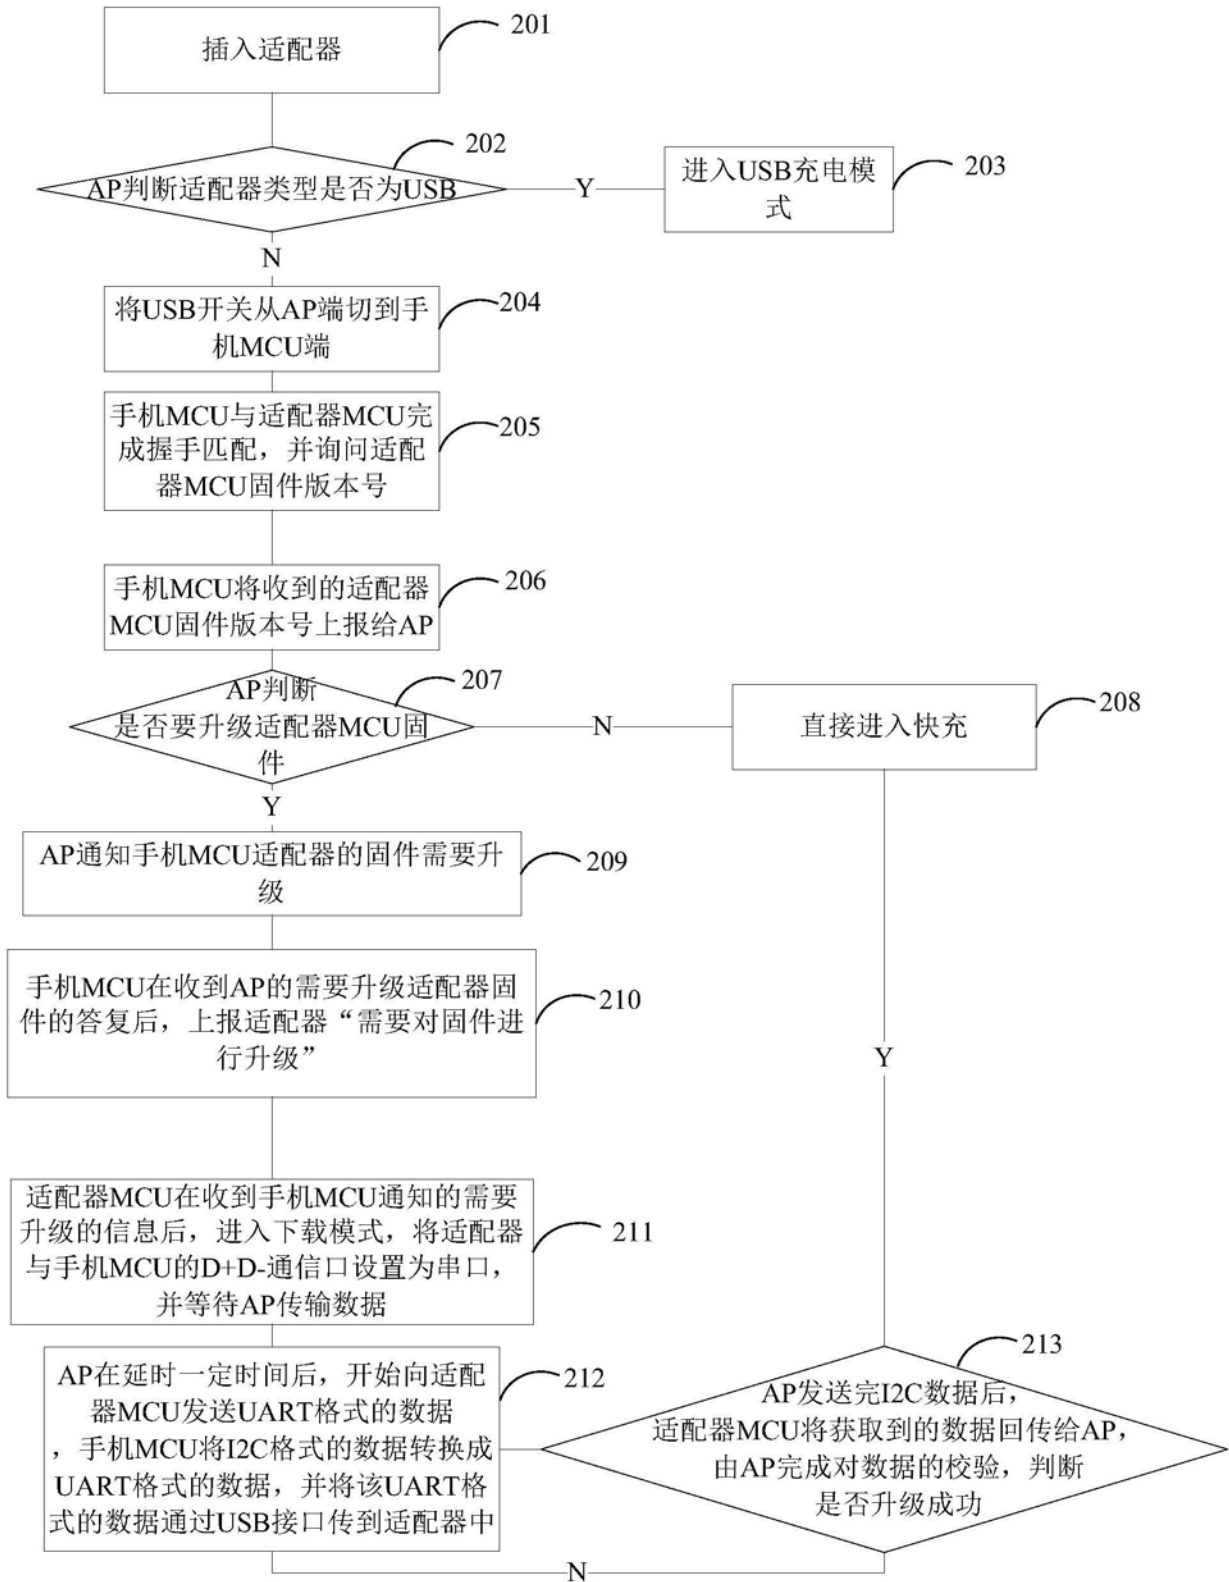 插入适配器
201
AP判断适配器类型是否为USB
202
Y
进入USB充电模
式
203
N
将USB开关从AP端切到手
机MCU端
204
手机MCU与适配器MCU完
成握手匹配，并询问适配
器MCU固件版本号
205
手机MCU将收到的适配器
MCU固件版本号上报给AP
206
AP判断
是否要升级适配器MCU固
件
207
N
直接进入快充
208
Y
AP通知手机MCU适配器的固件需要升
级
209
手机MCU在收到AP的需要升级适配器固
件的答复后，上报适配器“需要对固件进
行升级”
210
Y
适配器MCU在收到手机MCU通知的需要
升级的信息后，进入下载模式，将适配器
与手机MCU的D+D-通信口设置为串口，
并等待AP传输数据
211
AP在延时一定时间后，开始向适配
器MCU发送UART格式的数据
，手机MCU将I2C格式的数据转换成
UART格式的数据，并将该UART格
式的数据通过USB接口传到适配器中
212
AP发送完I2C数据后，
适配器MCU将获取到的数据回传给AP，
由AP完成对数据的校验，判断
是否升级成功
213
N